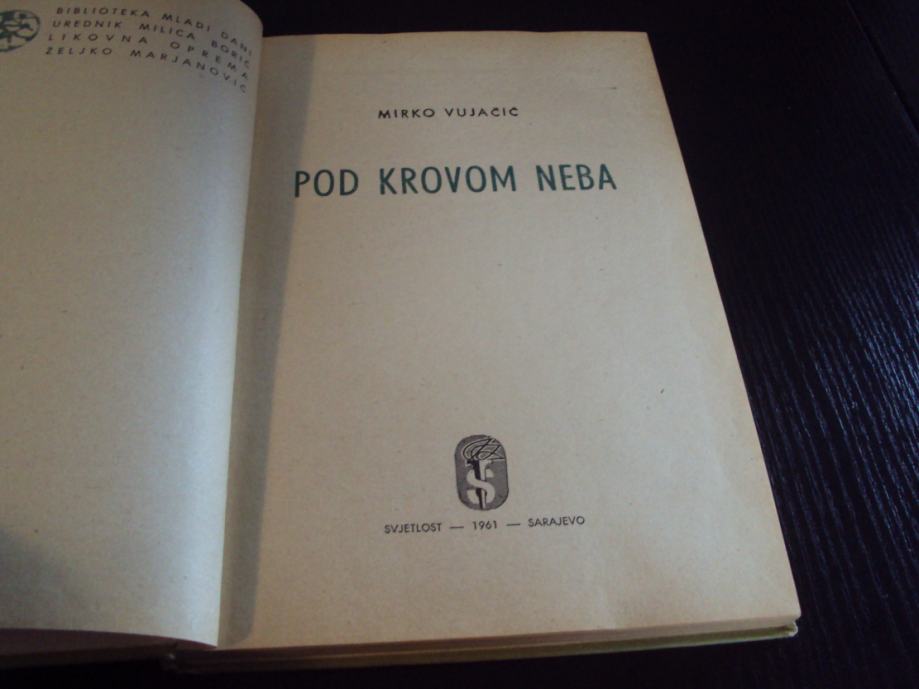 BIBLIOTEKA MLADI DANI
UREDNIK MILICA BORIĆ
LIKOVNA OPREMA
ŽELJKO MARJANOVIĆ
MIRKO VUJAČIĆ
POD KROVOM NEBA
S
SVJETLOST — 1961 — SARAJEVO